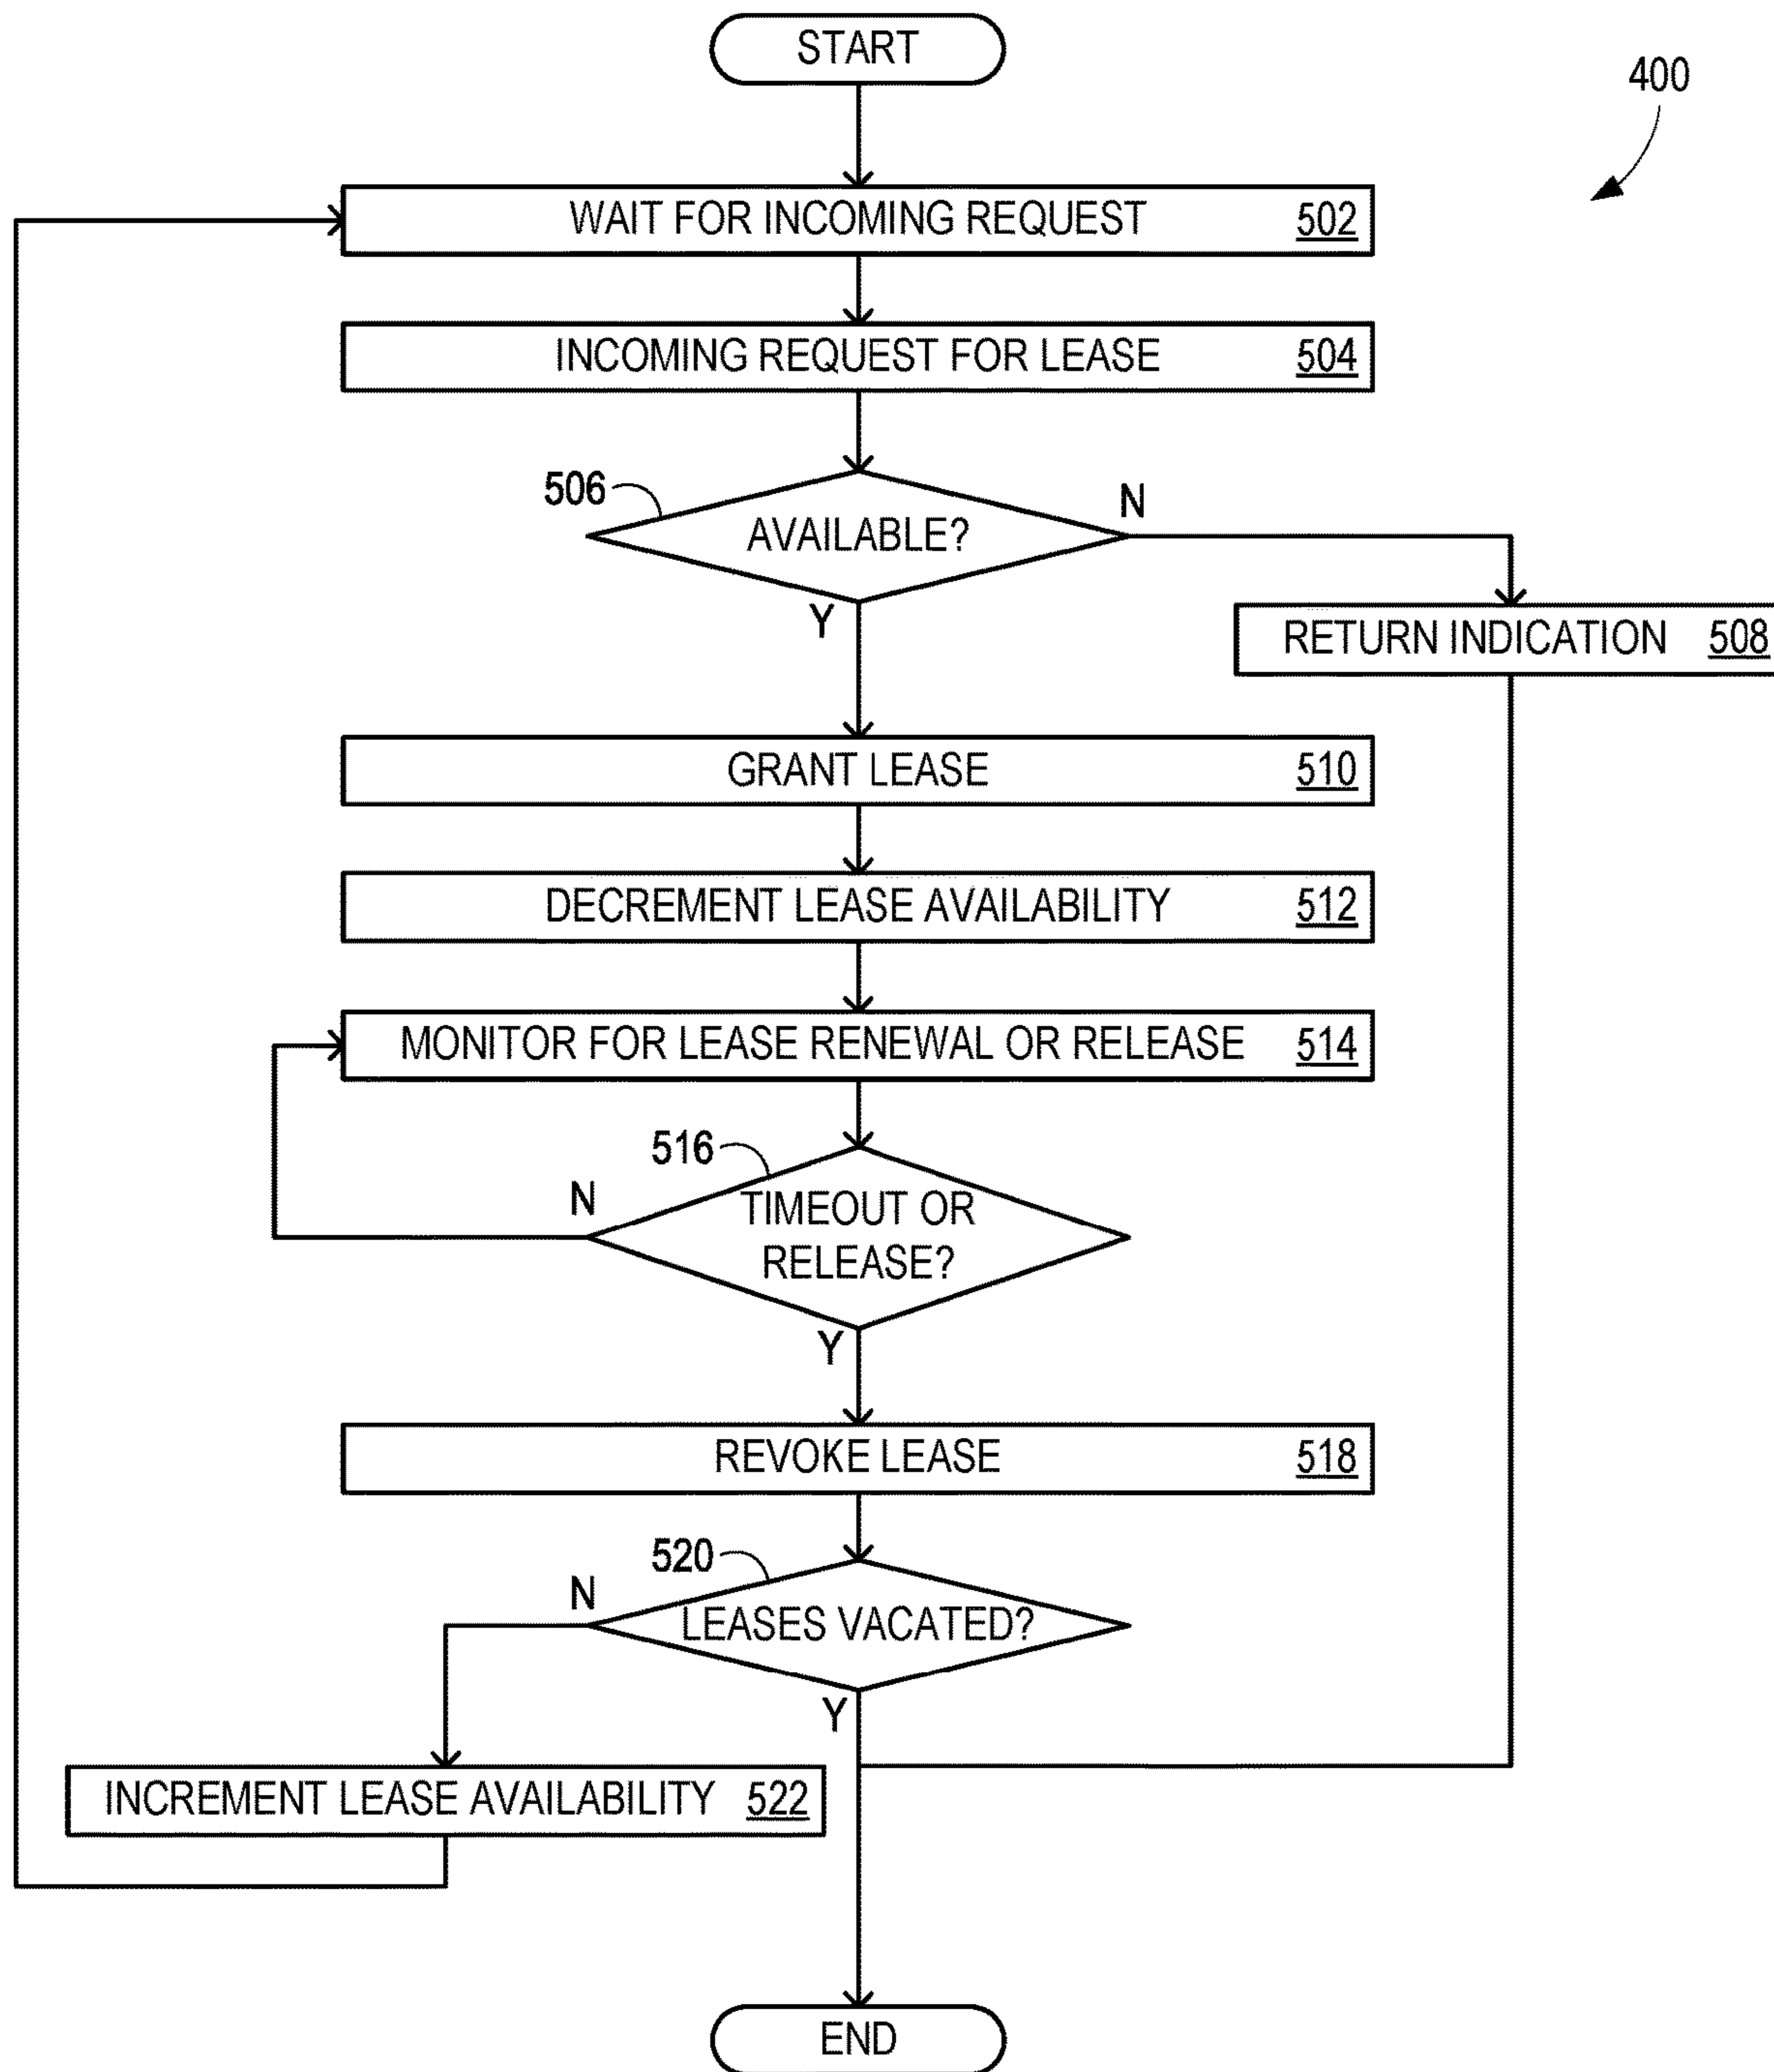 START
400
WAIT FOR INCOMING REQUEST 502
INCOMING REQUEST FOR LEASE 504
506
AVAILABLE?
N
Y
RETURN INDICATION 508
GRANT LEASE 510
DECREMENT LEASE AVAILABILITY 512
MONITOR FOR LEASE RENEWAL OR RELEASE 514
516
N
TIMEOUT OR
RELEASE?
Y
REVOKE LEASE 518
520
N
LEASES VACATED?
Y
INCREMENT LEASE AVAILABILITY 522
END